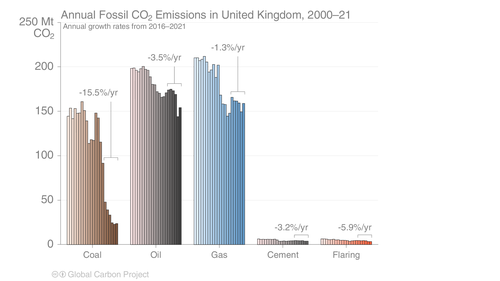 Annual Fossil CO₂ Emissions in United Kingdom, 2000–21
Annual growth rates from 2016–2021
250 Mt
CO₂
200
150
100
50
0
-15.5%/yr
-3.5%/yr
-1.3%/yr
-3.2%/yr
-5.9%/yr
Coal
Oil
Gas
Cement
Flaring
Global Carbon Project